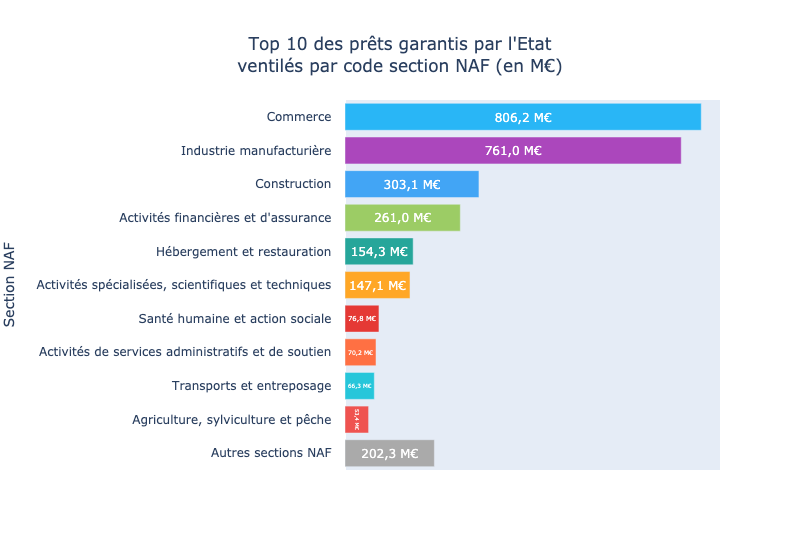 Top 10 des prêts garantis par l'Etat
ventilés par code section NAF (en M€)
Section NAF
Commerce 806,2 M€
Industrie manufacturière 761,0 M€
Construction 303,1 M€
Activités financières et d'assurance 261,0 M€
Hébergement et restauration 154,3 M€
Activités spécialisées, scientifiques et techniques 147,1 M€
Santé humaine et action sociale 76,8 M€
Activités de services administratifs et de soutien 70,2 M€
Transports et entreposage 66,3 M€
Agriculture, sylviculture et pêche
Autres sections NAF 202,3 M€